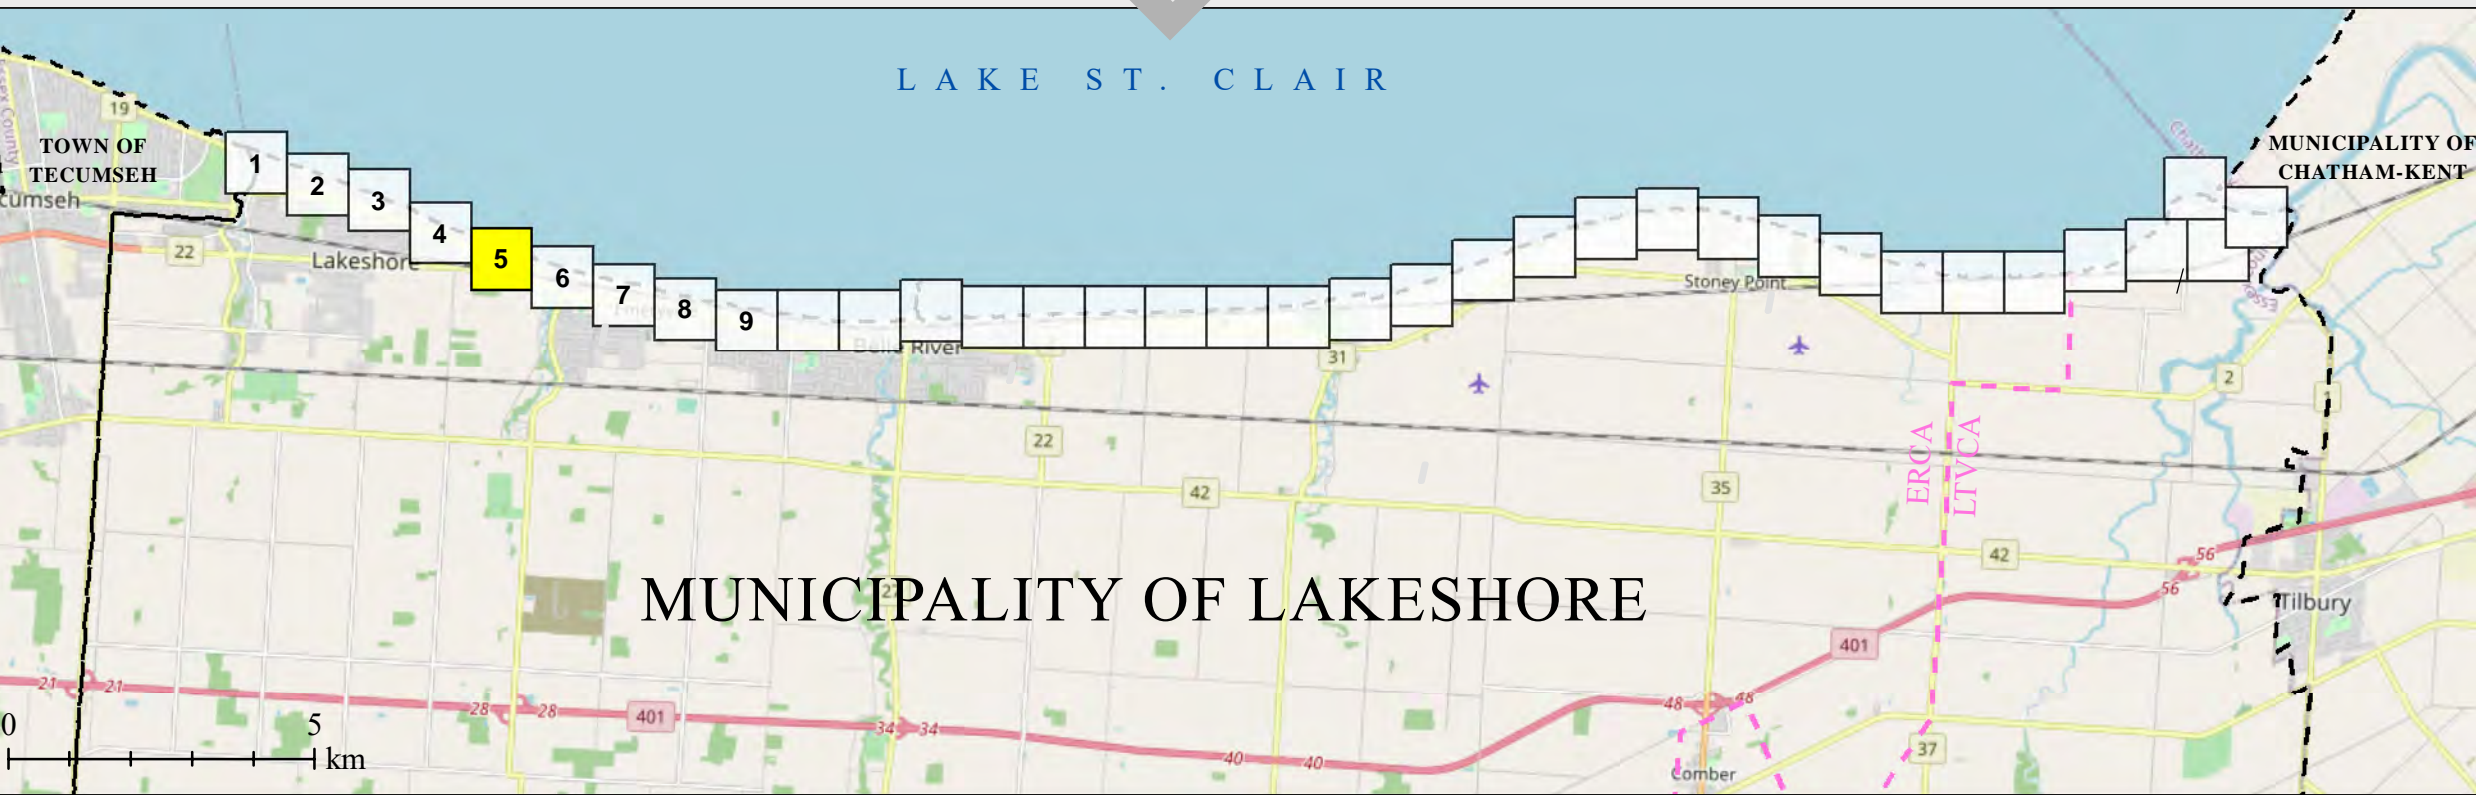 LAKE ST. CLAIR
19
TOWN OF
TECUMSEH
cumseh
22
Lakeshore
1
2
3
4
5
6
7
8
9
Belle River
Stoney Point
MUNICIPALITY OF
CHATHAM-KENT
31
2
1
22
42
35
ERCA
LTVCA
42
27
MUNICIPALITY OF LAKESHORE
56
56
Tilbury
401
21
21
28
28
401
34
34
40
40
48
48
37
Comber
0
5
km